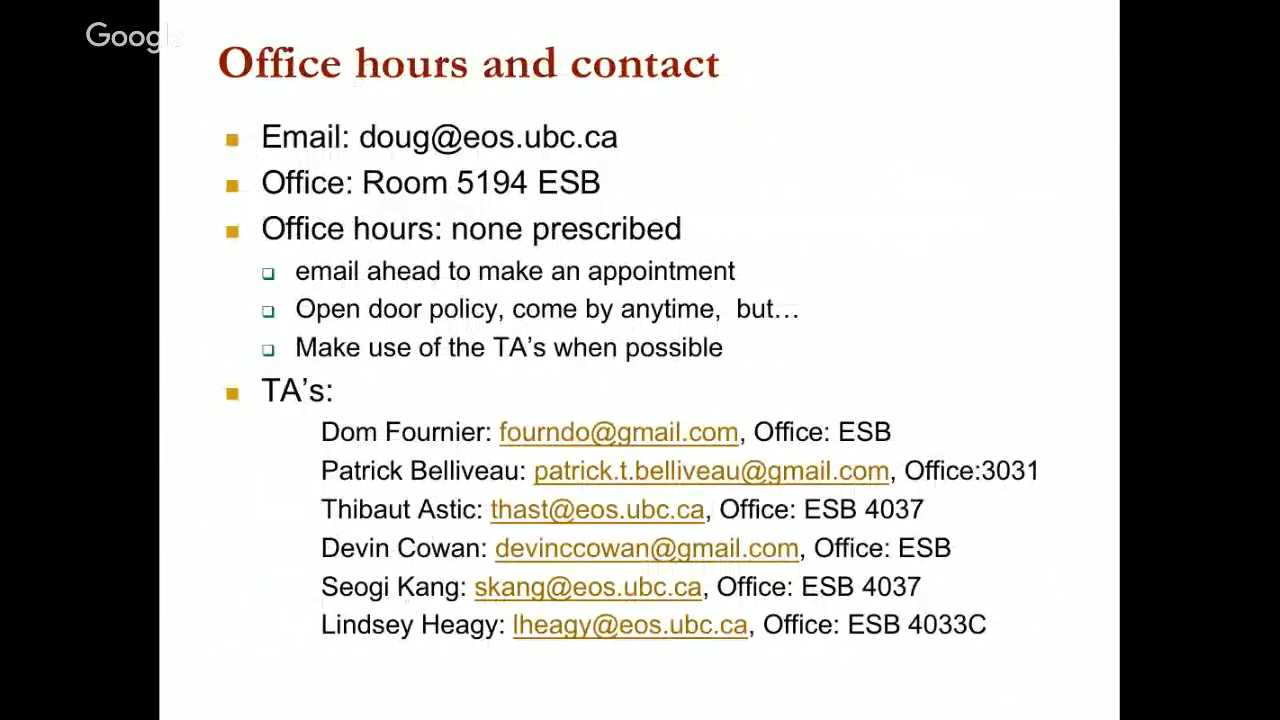 Google
Office hours and contact
Email: doug@eos.ubc.ca
Office: Room 5194 ESB
Office hours: none prescribed
email ahead to make an appointment
Open door policy, come by anytime,  but…
Make use of the TA’s when possible
TA’s:
Dom Fournier: fourndo@gmail.com, Office: ESB
Patrick Belliveau: patrick.t.belliveau@gmail.com, Office:3031
Thibaut Astic: thast@eos.ubc.ca, Office: ESB 4037
Devin Cowan: devinccowan@gmail.com, Office: ESB
Seogi Kang: skang@eos.ubc.ca, Office: ESB 4037
Lindsey Heagy: lheagy@eos.ubc.ca, Office: ESB 4033C